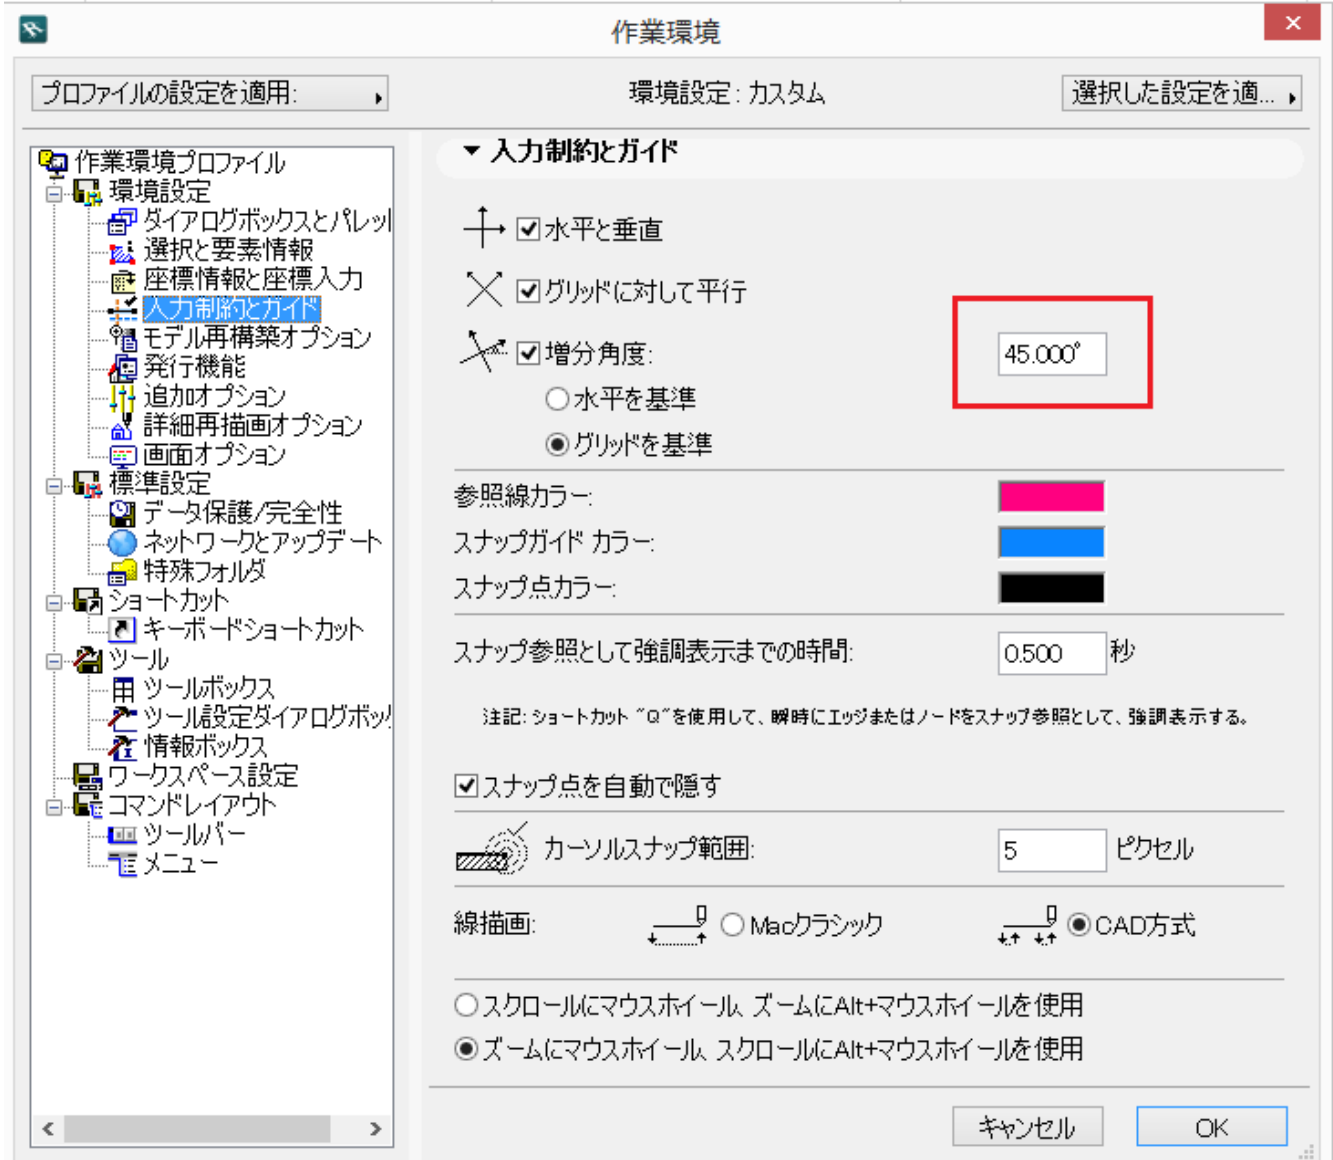 作業環境
プロファイルの設定を適用:
環境設定: カスタム
選択した設定を適...
作業環境プロファイル
環境設定
ダイアログボックスとパレッ
選択と要素情報
座標情報と座標入力
入力制約とガイド
モデル再構築オプション
発行機能
追加オプション
詳細再描画オプション
画面オプション
標準設定
データ保護/完全性
ネットワークとアップデート
特殊フォルダ
ショートカット
キーボードショートカット
ツール
ツールボックス
ツール設定ダイアログボッ
情報ボックス
ワークスペース設定
コマンドレイアウト
ツールバー
メニュー
入力制約とガイド
水平と垂直
グリッドに対して平行
増分角度:
45.000°
水平を基準
グリッドを基準
参照線カラー:
スナップガイド カラー:
スナップ点カラー:
スナップ参照として強調表示までの時間:
0.500 秒
注記: ショートカット "Q"を使用して、瞬時にエッジまたはノードをスナップ参照として、強調表示する。
スナップ点を自動で隠す
カーソルスナップ範囲:
5 ピクセル
線描画:
Macクラシック
CAD方式
スクロールにマウスホイール、ズームにAlt+マウスホイールを使用
ズームにマウスホイール、スクロールにAlt+マウスホイールを使用
キャンセル
OK